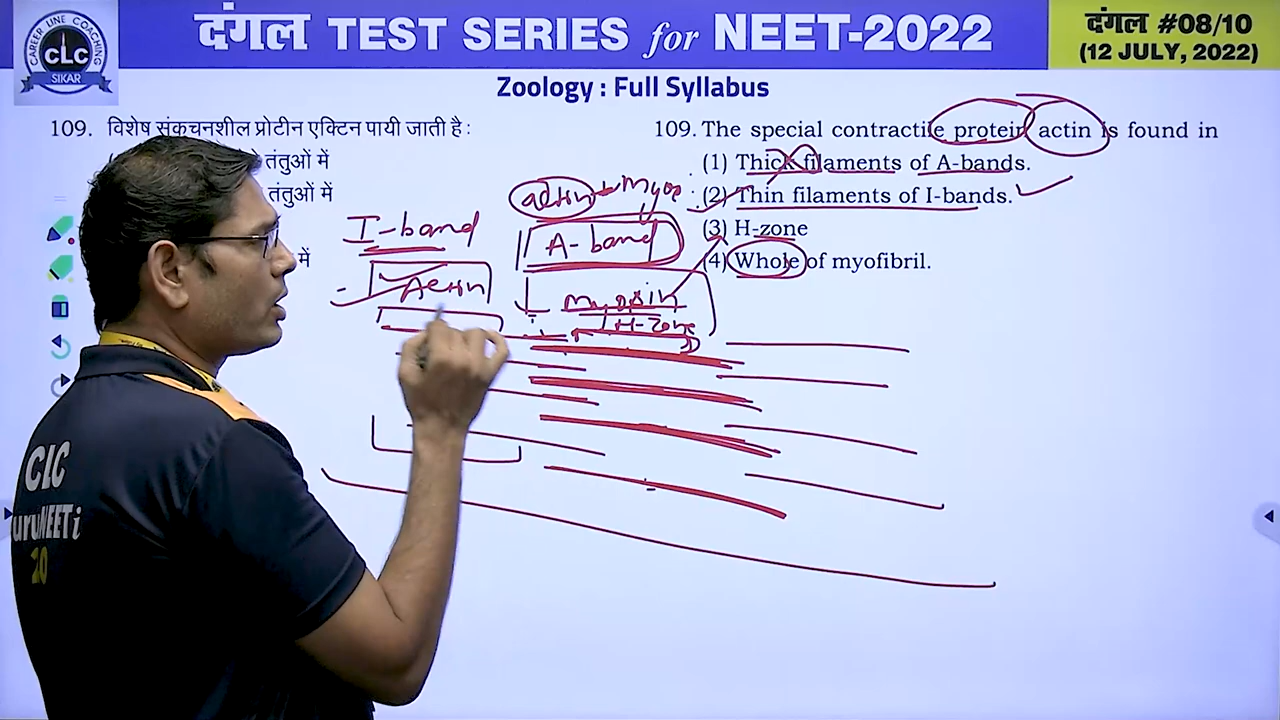 CAREER LINE COACHING
CLC
SIKAR
दंगल TEST SERIES for NEET-2022
दंगल #08/10
(12 JULY, 2022)
Zoology : Full Syllabus
109. विशेष संकुचनशील प्रोटीन एक्टिन पायी जाती है :
तंतुओं में
तंतुओं में
में
109. The special contractile protein actin is found in
(1) Thick filaments of A-bands.
(2) Thin filaments of I-bands.
(3) H-zone
(4) Whole of myofibril.
actin
I-band
A-band
Actin
myosin
H-zone
CLC
20